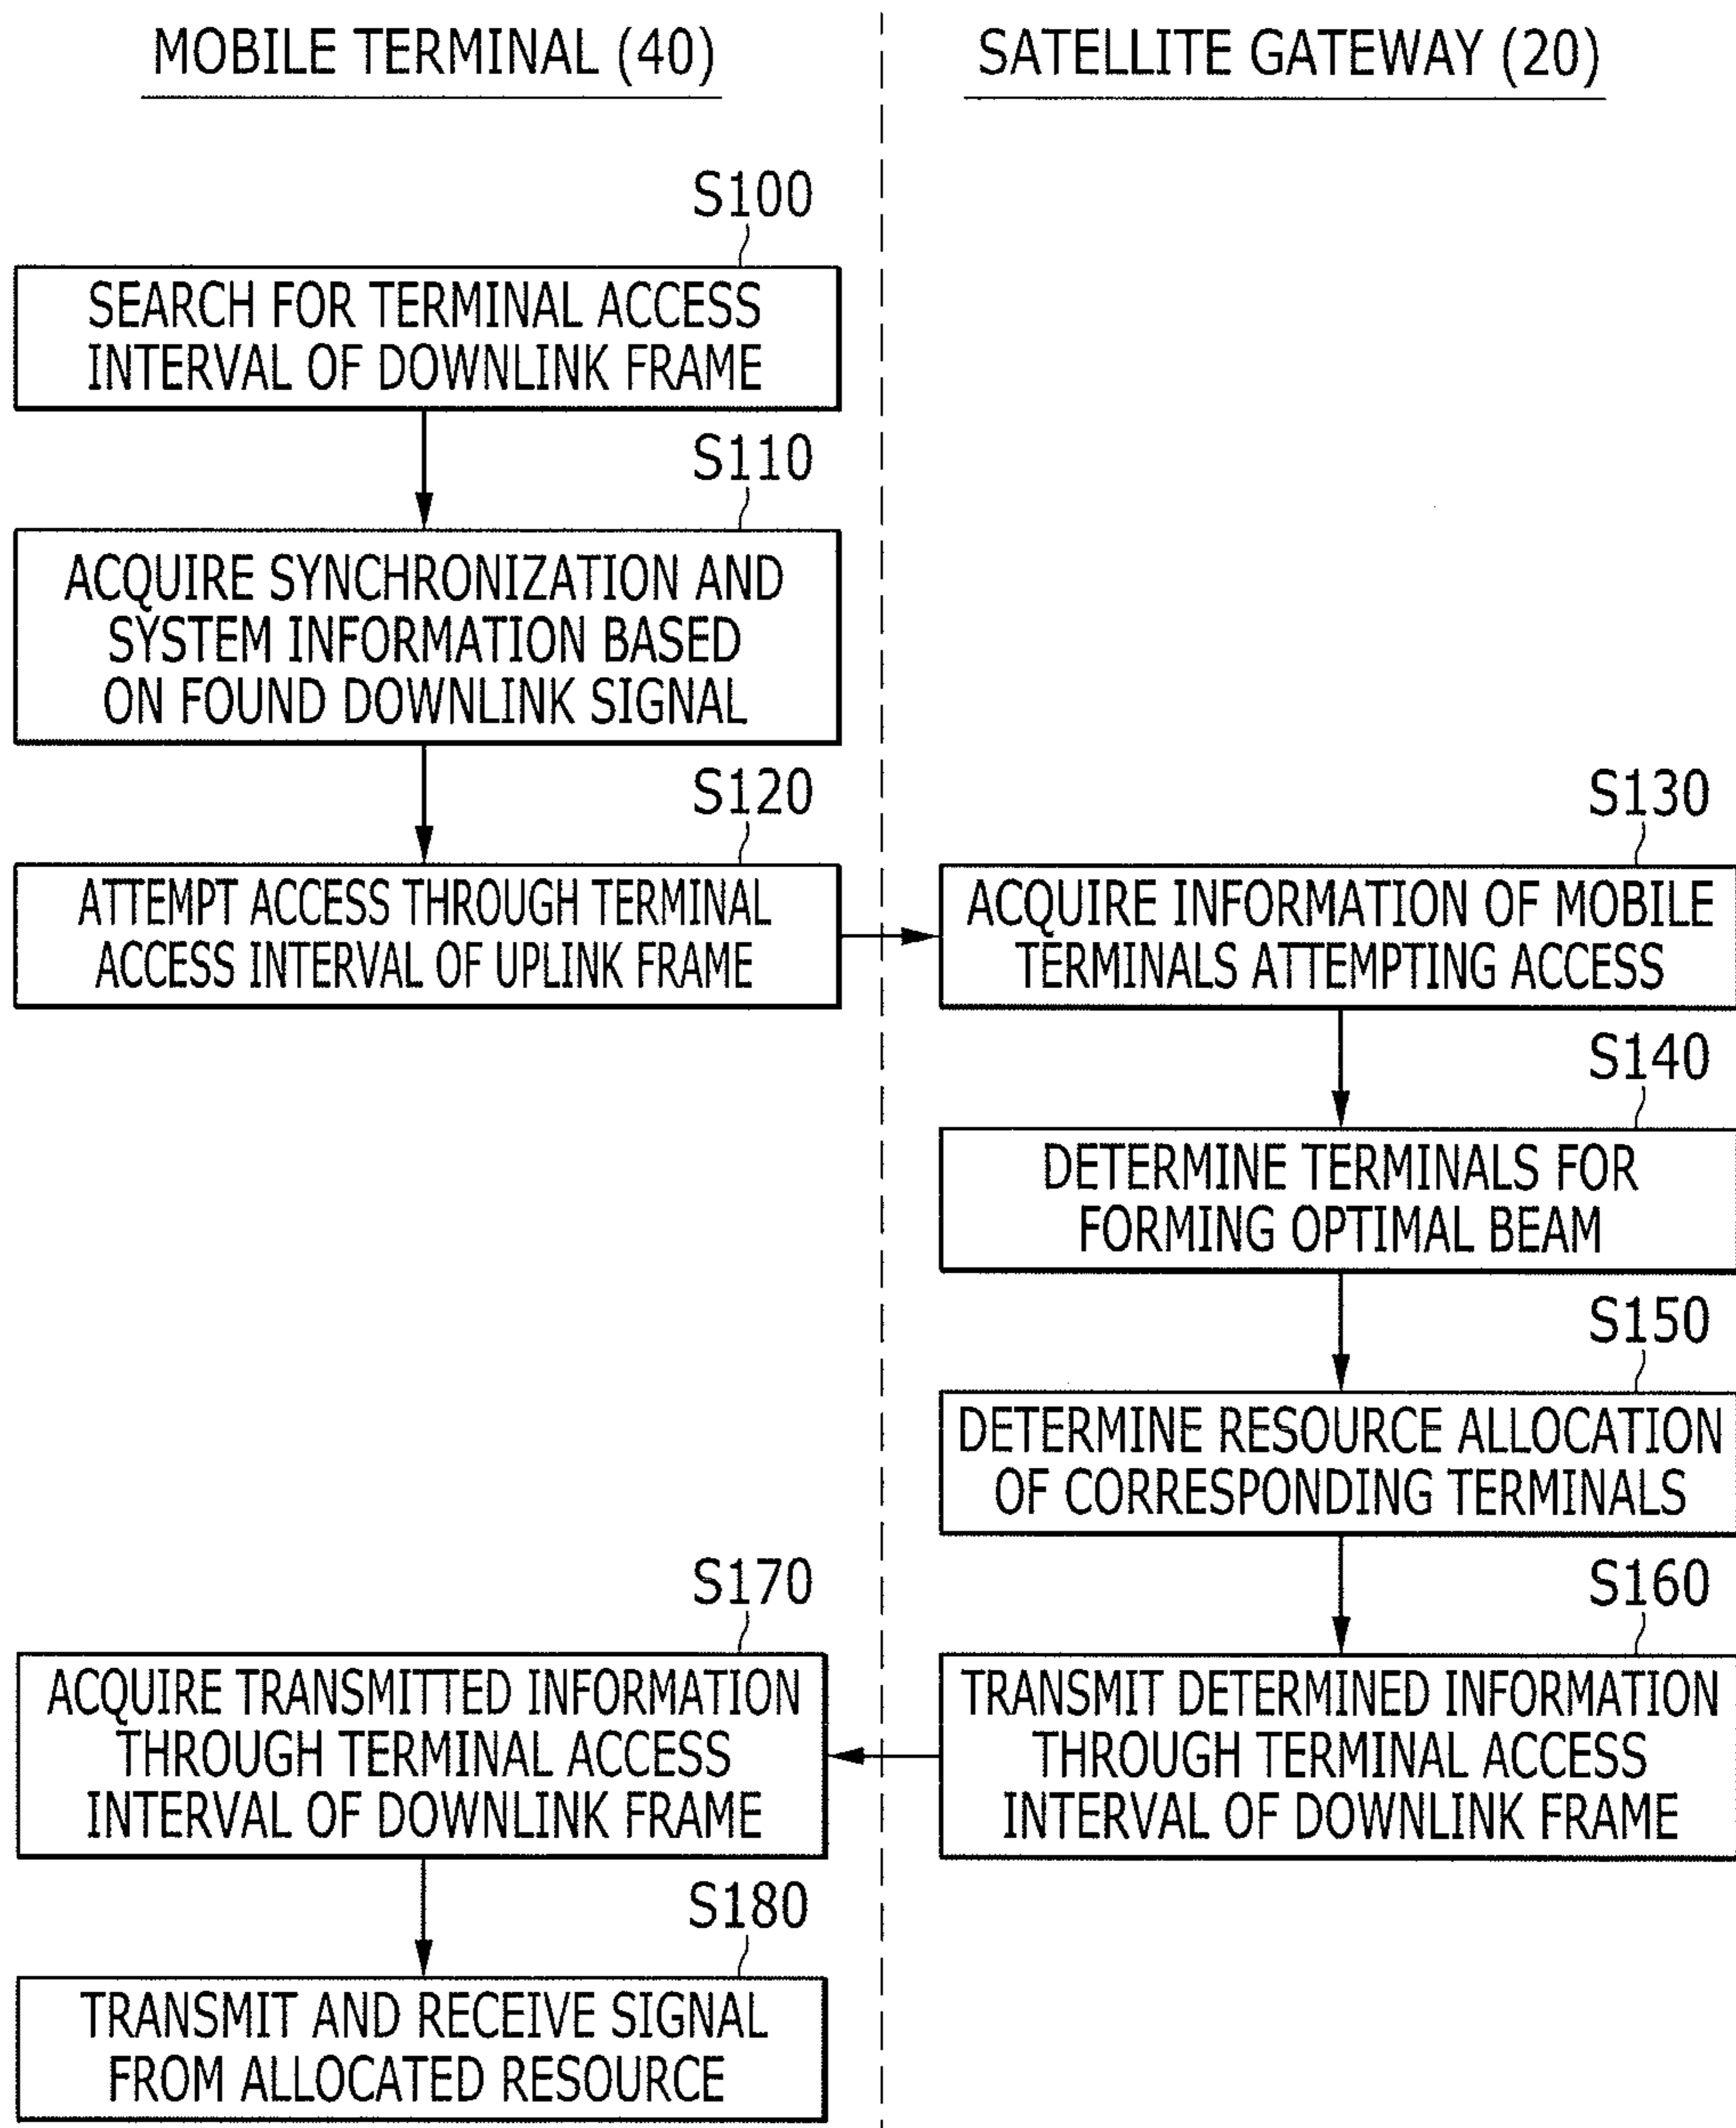 MOBILE TERMINAL (40)
SATELLITE GATEWAY (20)
S100
SEARCH FOR TERMINAL ACCESS
INTERVAL OF DOWNLINK FRAME
S110
ACQUIRE SYNCHRONIZATION AND
SYSTEM INFORMATION BASED
ON FOUND DOWNLINK SIGNAL
S120
ATTEMPT ACCESS THROUGH TERMINAL
ACCESS INTERVAL OF UPLINK FRAME
S130
ACQUIRE INFORMATION OF MOBILE
TERMINALS ATTEMPTING ACCESS
S140
DETERMINE TERMINALS FOR
FORMING OPTIMAL BEAM
S150
DETERMINE RESOURCE ALLOCATION
OF CORRESPONDING TERMINALS
S160
TRANSMIT DETERMINED INFORMATION
THROUGH TERMINAL ACCESS
INTERVAL OF DOWNLINK FRAME
S170
ACQUIRE TRANSMITTED INFORMATION
THROUGH TERMINAL ACCESS
INTERVAL OF DOWNLINK FRAME
S180
TRANSMIT AND RECEIVE SIGNAL
FROM ALLOCATED RESOURCE